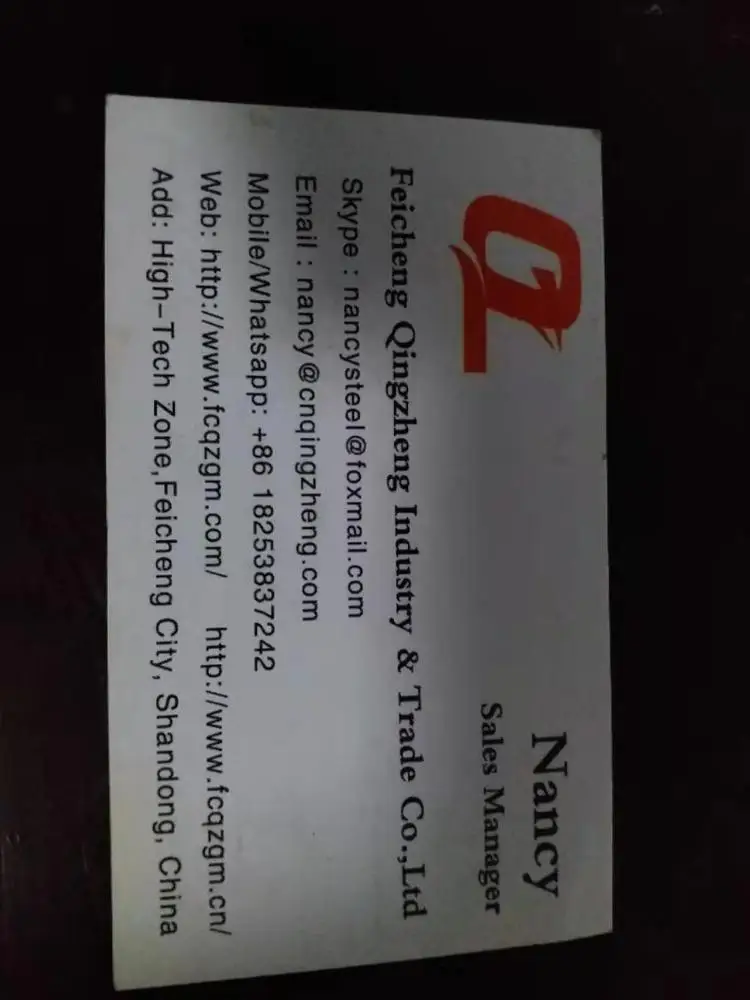 Nancy
Sales Manager
Feicheng Qingzheng Industry & Trade Co.,Ltd
Skype : nancysteel@foxmail.com
Email : nancy@cnqingzheng.com
Mobile/Whatsapp: +86 18253837242
Web: http://www.fcqzgm.com/ http://www.fcqzgm.cn/
Add: High-Tech Zone,Feicheng City, Shandong, China